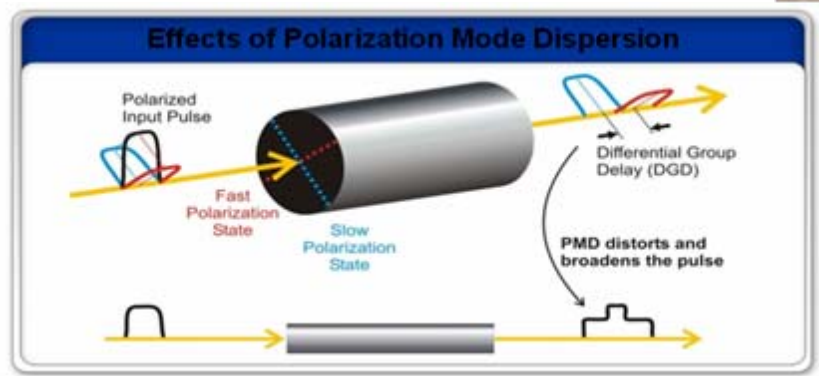 Effects of Polarization Mode Dispersion
Polarized
Input Pulse
Fast
Polarization
State
Slow
Polarization
State
Differential Group
Delay (DGD)
PMD distorts and
broadens the pulse